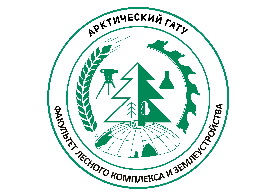 АРКТИЧЕСКИЙ ГАТУ
ФАКУЛЬТЕТ ЛЕСНОГО КОМПЛЕКСА И ЗЕМЛЕУСТРОЙСТВА